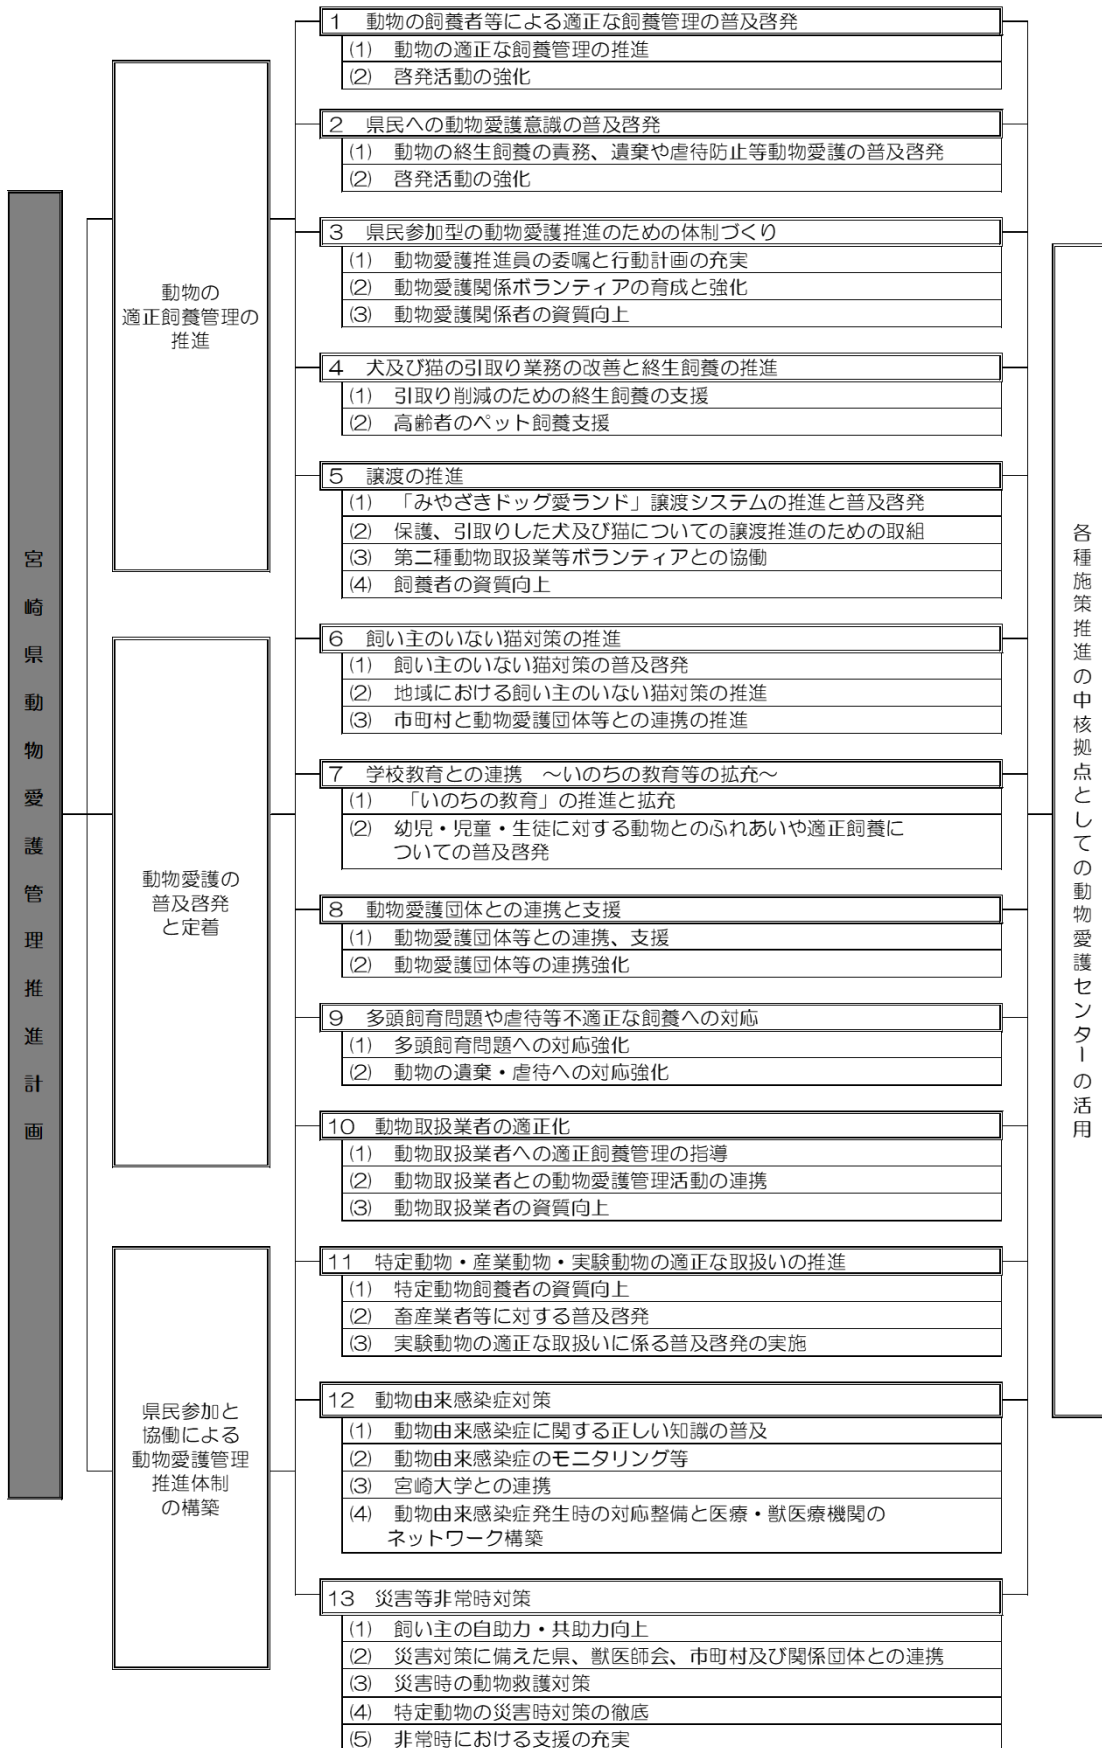 宮崎県動物愛護管理推進計画
動物の
適正飼養管理の
推進
動物愛護の
普及啓発
と定着
県民参加と
協働による
動物愛護管理
推進体制
の構築
1 動物の飼養者等による適正な飼養管理の普及啓発
(1) 動物の適正な飼養管理の推進
(2) 啓発活動の強化
2 県民への動物愛護意識の普及啓発
(1) 動物の終生飼養の責務、遺棄や虐待防止等動物愛護の普及啓発
(2) 啓発活動の強化
3 県民参加型の動物愛護推進のための体制づくり
(1) 動物愛護推進員の委嘱と行動計画の充実
(2) 動物愛護関係ボランティアの育成と強化
(3) 動物愛護関係者の資質向上
4 犬及び猫の引取り業務の改善と終生飼養の推進
(1) 引取り削減のための終生飼養の支援
(2) 高齢者のペット飼養支援
5 譲渡の推進
(1) 「みやざきドッグ愛ランド」譲渡システムの推進と普及啓発
(2) 保護、引取りした犬及び猫についての譲渡推進のための取組
(3) 第二種動物取扱業等ボランティアとの協働
(4) 飼養者の資質向上
6 飼い主のいない猫対策の推進
(1) 飼い主のいない猫対策の普及啓発
(2) 地域における飼い主のいない猫対策の推進
(3) 市町村と動物愛護団体等との連携の推進
7 学校教育との連携 ～いのちの教育等の拡充～
(1) 「いのちの教育」の推進と拡充
(2) 幼児・児童・生徒に対する動物とのふれあいや適正飼養に
ついての普及啓発
8 動物愛護団体との連携と支援
(1) 動物愛護団体等との連携、支援
(2) 動物愛護団体等の連携強化
9 多頭飼育問題や虐待等不適正な飼養への対応
(1) 多頭飼育問題への対応強化
(2) 動物の遺棄・虐待への対応強化
10 動物取扱業者の適正化
(1) 動物取扱業者への適正飼養管理の指導
(2) 動物取扱業者との動物愛護管理活動の連携
(3) 動物取扱業者の資質向上
11 特定動物・産業動物・実験動物の適正な取扱いの推進
(1) 特定動物飼養者の資質向上
(2) 畜産業者等に対する普及啓発
(3) 実験動物の適正な取扱いに係る普及啓発の実施
12 動物由来感染症対策
(1) 動物由来感染症に関する正しい知識の普及
(2) 動物由来感染症のモニタリング等
(3) 宮崎大学との連携
(4) 動物由来感染症発生時の対応整備と医療・獣医療機関の
ネットワーク構築
13 災害等非常時対策
(1) 飼い主の自助力・共助力向上
(2) 災害対策に備えた県、獣医師会、市町村及び関係団体との連携
(3) 災害時の動物救護対策
(4) 特定動物の災害時対策の徹底
(5) 非常時における支援の充実
各種施策推進の中核拠点としての動物愛護センターの活用